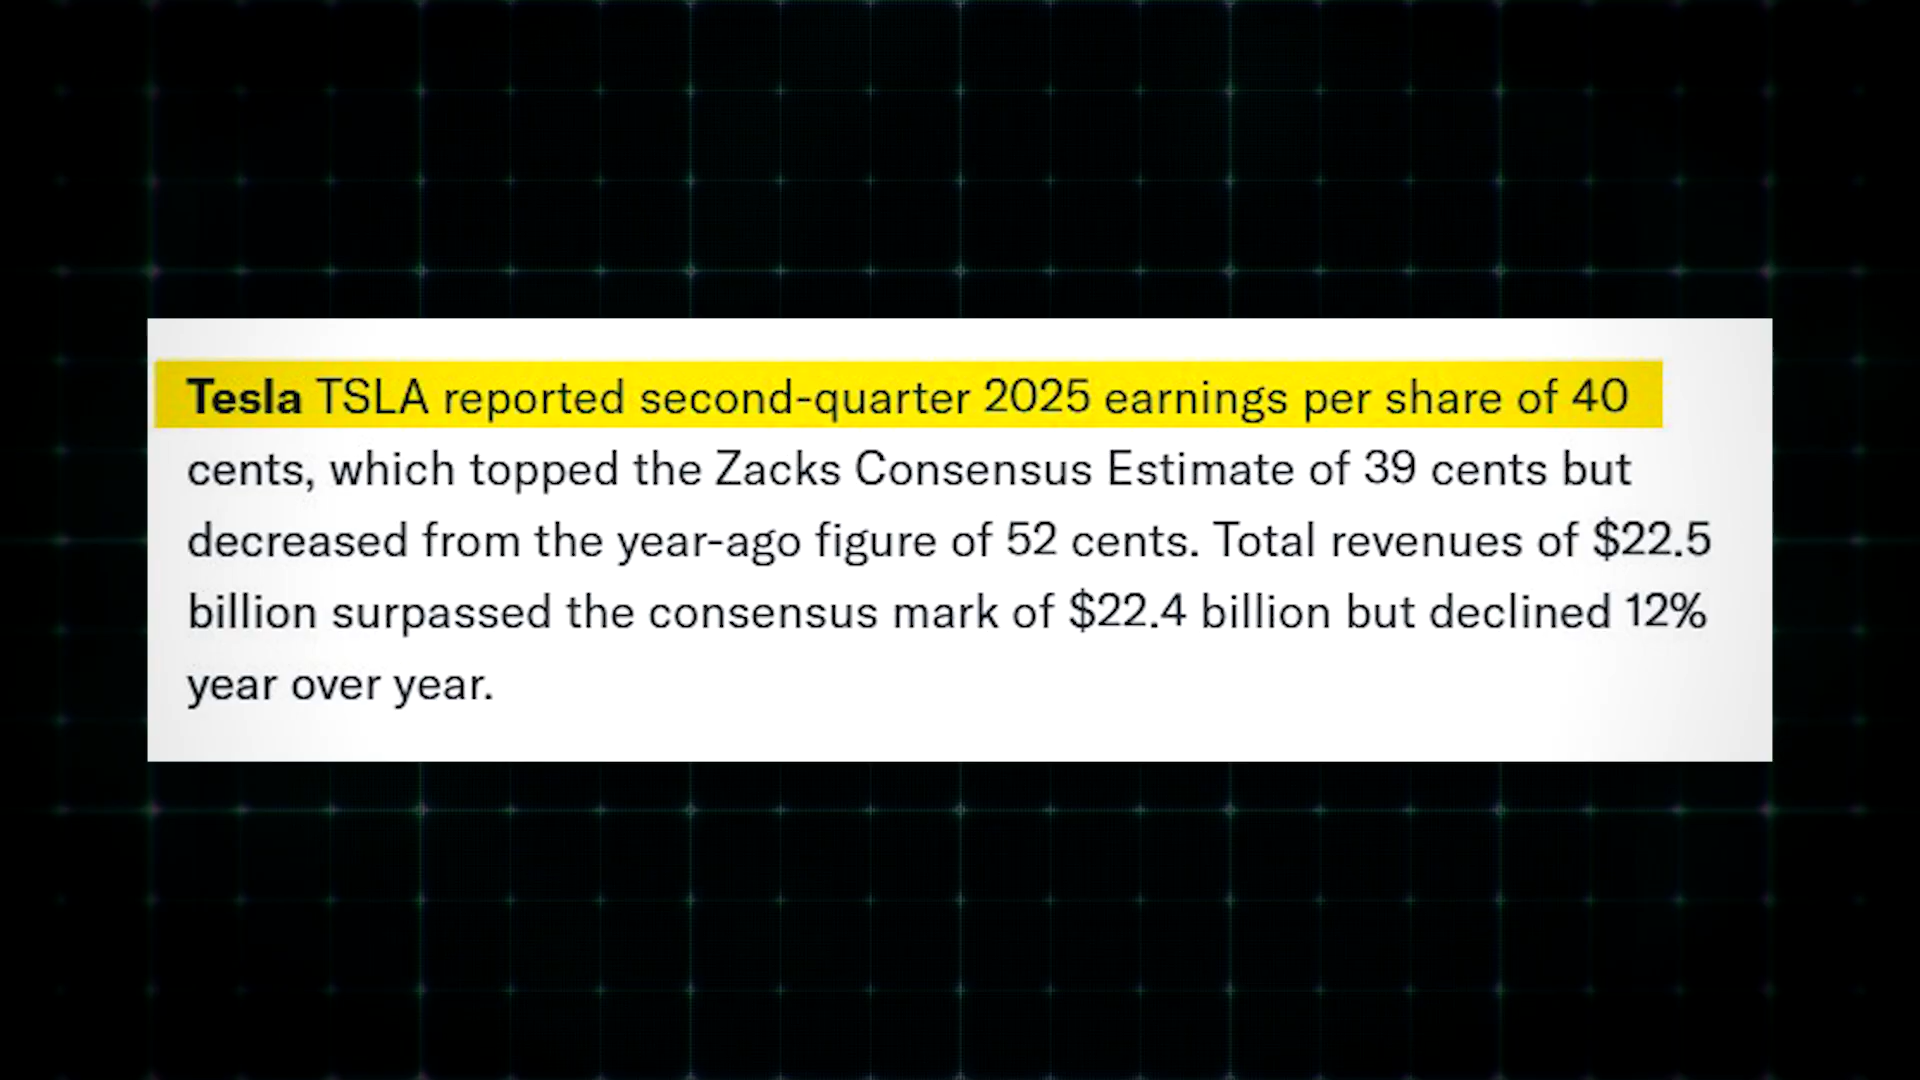 Tesla TSLA reported second-quarter 2025 earnings per share of 40
cents, which topped the Zacks Consensus Estimate of 39 cents but
decreased from the year-ago figure of 52 cents. Total revenues of $22.5
billion surpassed the consensus mark of $22.4 billion but declined 12%
year over year.